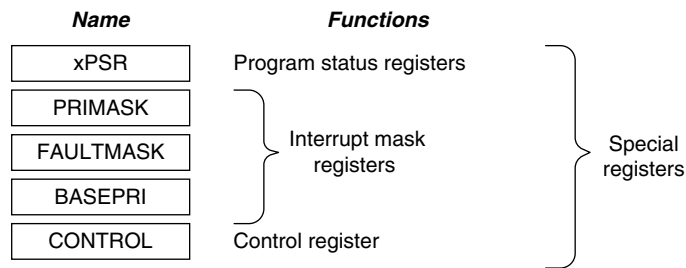 Name Functions
xPSR Program status registers
PRIMASK
FAULTMASK
BASEPRI
Interrupt mask
registers
CONTROL Control register
Special
registers